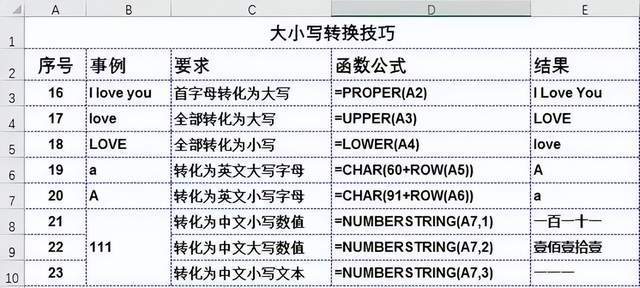 A B C D E
1 大小写转换技巧
2 序号 事例 要求 函数公式 结果
3 16 I love you 首字母转化为大写 =PROPER(A2) I Love You
4 17 love 全部转化为大写 =UPPER(A3) LOVE
5 18 LOVE 全部转化为小写 =LOWER(A4) love
6 19 a 转化为英文大写字母 =CHAR(60+ROW(A5)) A
7 20 A 转化为英文小写字母 =CHAR(91+ROW(A6)) a
8 21 转化为中文小写数值 =NUMBERSTRING(A7,1) 一百一十一
9 22 111 转化为中文大写数值 =NUMBERSTRING(A7,2) 壹佰壹拾壹
10 23 转化为中文小写文本 =NUMBERSTRING(A7,3) 一一一